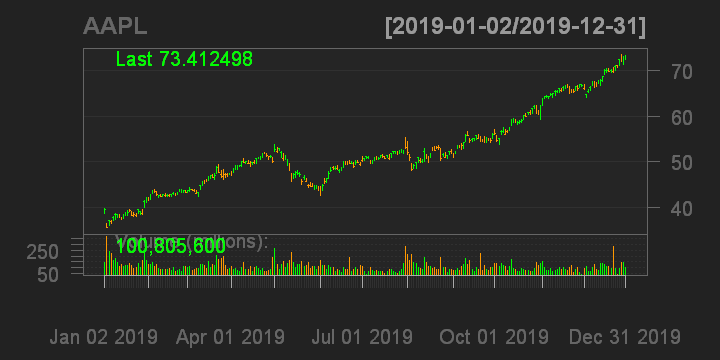 AAPL [2019-01-02/2019-12-31]
Last 73.412498
70
60
50
40
Volume (millions):
100,805,600
250
50
Jan 02 2019 Apr 01 2019 Jul 01 2019 Oct 01 2019 Dec 31 2019